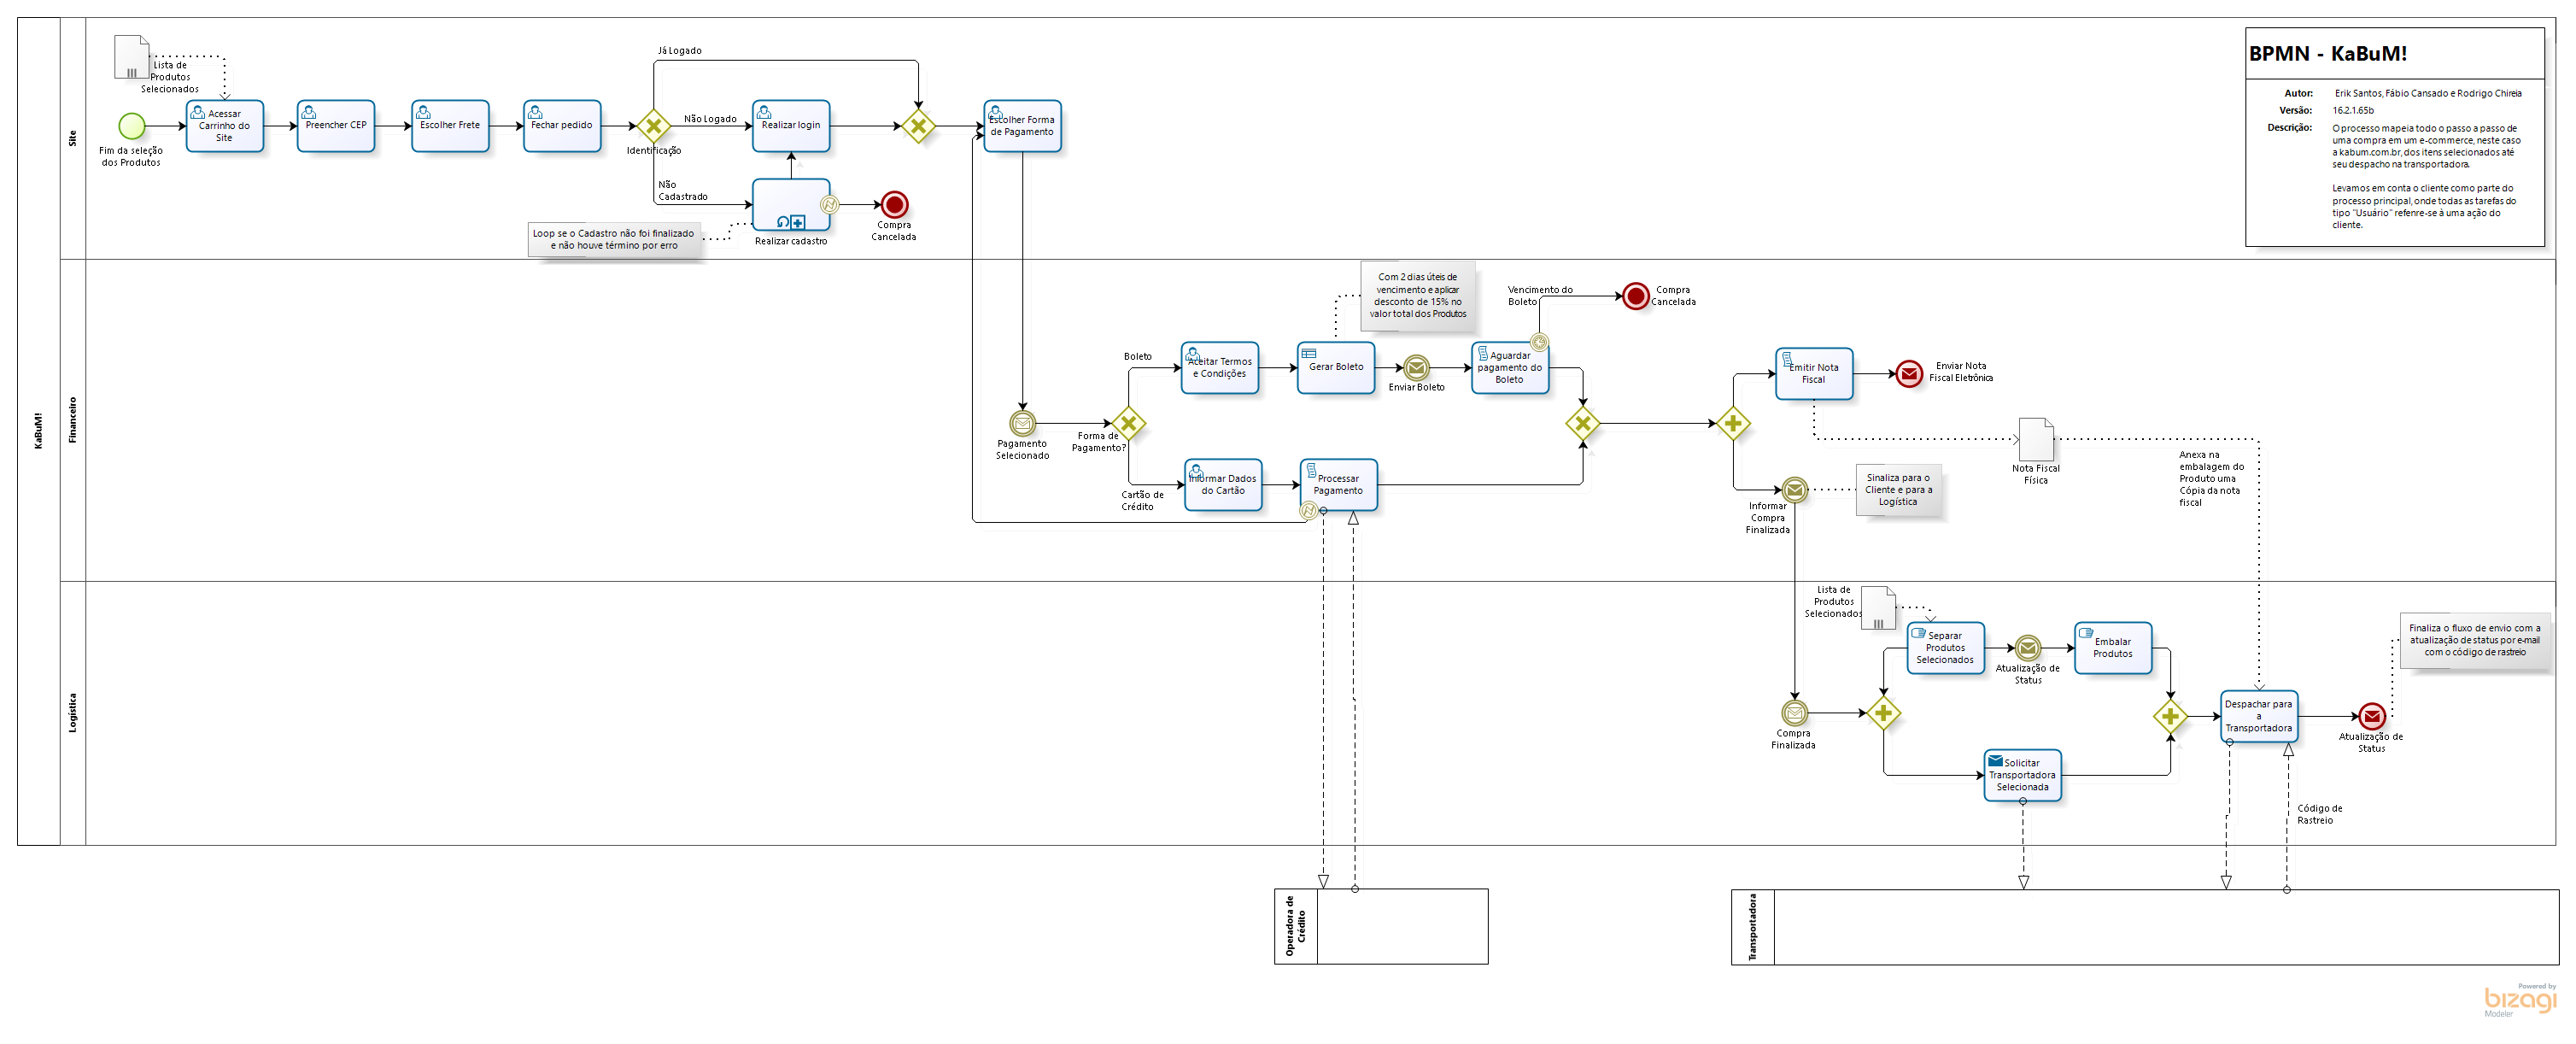 KaBuM!
Site
Lista de
Produtos
Selecionados
Fim da seleção
dos Produtos
Acessar
Carrinho do
Site
Preencher CEP
Escolher Frete
Fechar pedido
Identificação
Já Logado
Não Logado
Não
Cadastrado
Realizar login
Realizar cadastro
Loop se o Cadastro não foi finalizado
e não houve término por erro
Compra
Cancelada
Escolher Forma
de Pagamento
BPMN - KaBuM!
Autor: Erik Santos, Fábio Cansado e Rodrigo Chireia
Versão: 16.2.1.65b
Descrição: O processo mapeia todo o passo a passo de
uma compra em um e-commerce, neste caso
a kabum.com.br, dos itens selecionados até
seu despacho na transportadora.
Levamos em conta o cliente como parte do
processo principal, onde todas as tarefas do
tipo "Usuário" refenre-se à uma ação do
cliente.
Financeiro
Pagamento
Selecionado
Forma de
Pagamento?
Boleto
Cartão de
Crédito
Aceitar Termos
e Condições
Gerar Boleto
Com 2 dias úteis de
vencimento e aplicar
desconto de 15% no
valor total dos Produtos
Enviar Boleto
Aguardar
pagamento do
Boleto
Vencimento do
Boleto
Compra
Cancelada
Informar Dados
do Cartão
Processar
Pagamento
Emitir Nota
Fiscal
Enviar Nota
Fiscal Eletrônica
Nota Fiscal
Física
Anexa na
embalagem do
Produto uma
Cópia da nota
fiscal
Informar
Compra
Finalizada
Sinaliza para o
Cliente e para a
Logística
Logística
Lista de
Produtos
Selecionados
Compra
Finalizada
Separar
Produtos
Selecionados
Atualização de
Status
Embalar
Produtos
Solicitar
Transportadora
Selecionada
Despachar para
a
Transportadora
Atualização de
Status
Finaliza o fluxo de envio com a
atualização de status por e-mail
com o código de rastreio
Código de
Rastreio
Operadora de
Crédito
Transportadora
Powered by
bizagi
Modeler